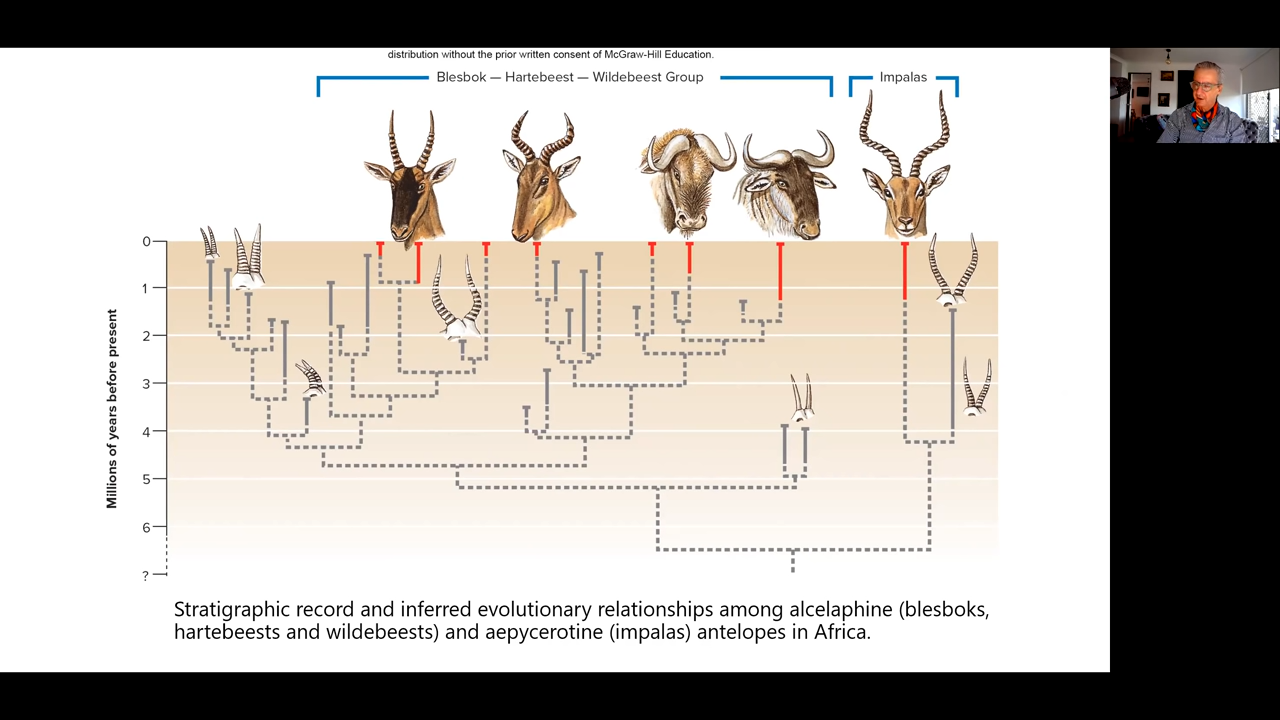 distribution without the prior written consent of McGraw-Hill Education.
Blesbok — Hartebeest — Wildebeest Group
Impalas
Millions of years before present
0
1
2
3
4
5
6
?
Stratigraphic record and inferred evolutionary relationships among alcelaphine (blesboks,
hartebeests and wildebeests) and aepycerotine (impalas) antelopes in Africa.